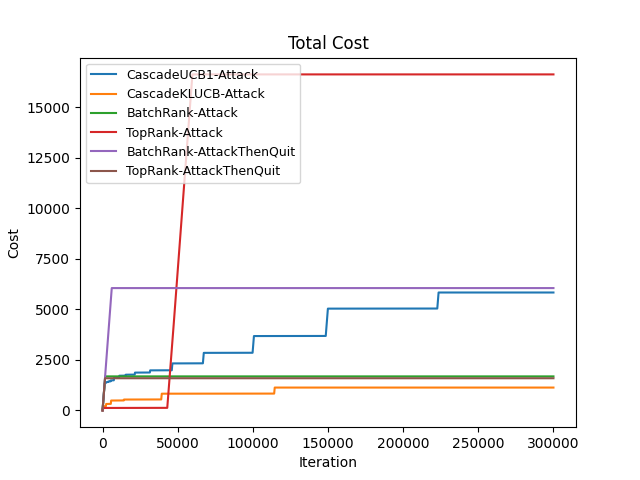 Total Cost
CascadeUCB1-Attack
CascadeKLUCB-Attack
BatchRank-Attack
TopRank-Attack
BatchRank-AttackThenQuit
TopRank-AttackThenQuit
15000
12500
10000
7500
5000
2500
0
Cost
0 50000 100000 150000 200000 250000 300000
Iteration